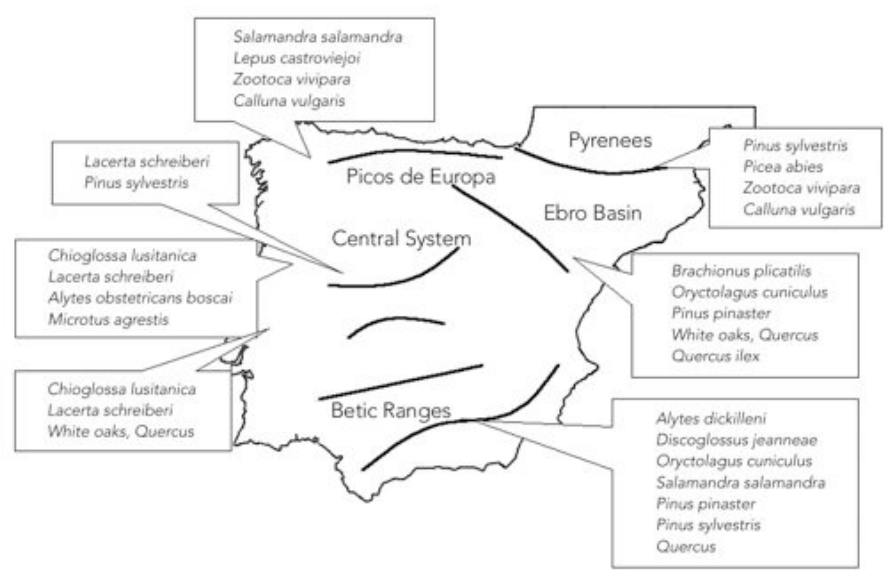 Salamandra salamandra
Lepus castroviejoi
Zootoca vivipara
Calluna vulgaris
Pyrenees
Pinus sylvestris
Picea abies
Zootoca vivipara
Calluna vulgaris
Lacerta schreiberi
Pinus sylvestris
Picos de Europa
Ebro Basin
Central System
Chioglossa lusitanica
Lacerta schreiberi
Alytes obstetricans boscai
Microtus agrestis
Brachionus plicatilis
Oryctolagus cuniculus
Pinus pinaster
White oaks, Quercus
Quercus ilex
Chioglossa lusitanica
Lacerta schreiberi
White oaks, Quercus
Betic Ranges
Alytes dickilleni
Discoglossus jeanneae
Oryctolagus cuniculus
Salamandra salamandra
Pinus pinaster
Pinus sylvestris
Quercus